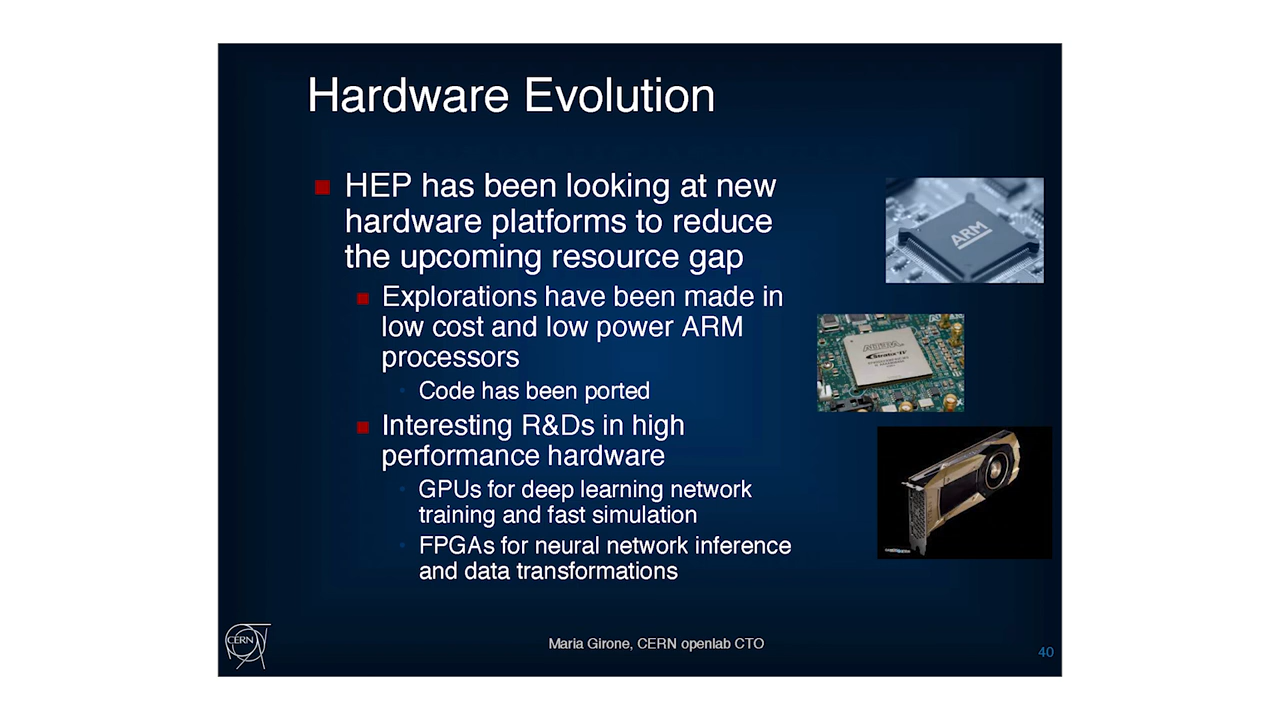 Hardware Evolution
HEP has been looking at new
hardware platforms to reduce
the upcoming resource gap
Explorations have been made in
low cost and low power ARM
processors
Code has been ported
Interesting R&Ds in high
performance hardware
GPUs for deep learning network
training and fast simulation
FPGAs for neural network inference
and data transformations
ARM
ALTERA
Stratix IV
CERN
Maria Girone, CERN openlab CTO
40